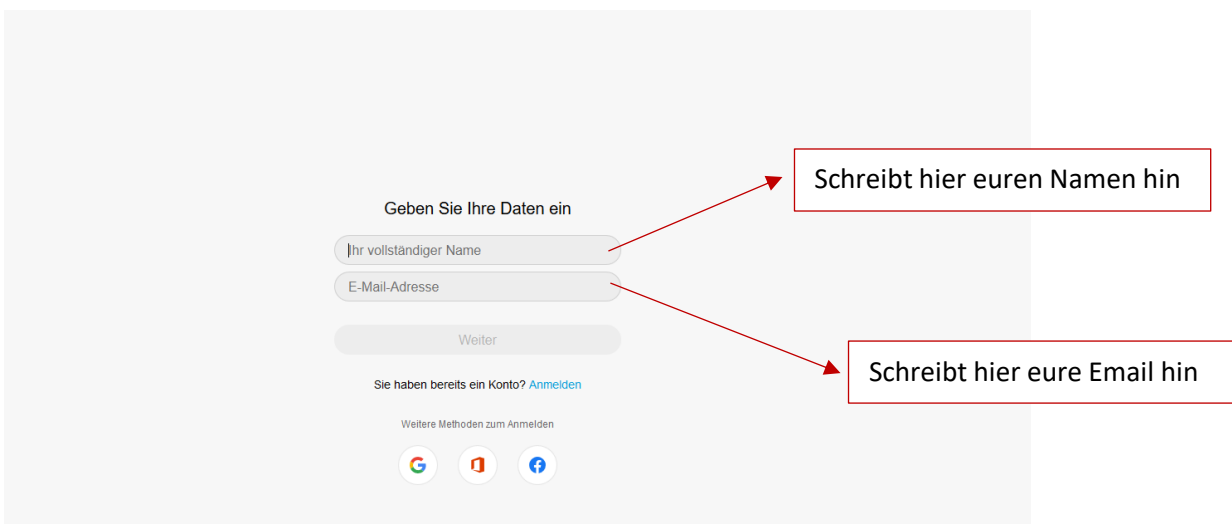 Schreibt hier euren Namen hin
Geben Sie Ihre Daten ein
Ihr vollständiger Name
E-Mail-Adresse
Weiter
Schreibt hier eure Email hin
Sie haben bereits ein Konto? Anmelden
Weitere Methoden zum Anmelden